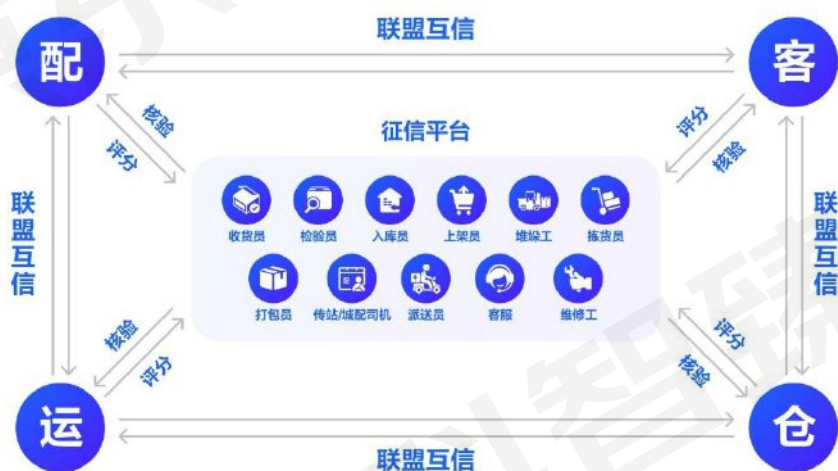 联盟互信
配
客
核验
评分
征信平台
评分
核验
收货员
检验员
入库员
上架员
堆垛工
拣货员
联盟互信
联盟互信
打包员
传站/城配司机
派送员
客服
维修工
核验
评分
评分
核验
运
仓
联盟互信